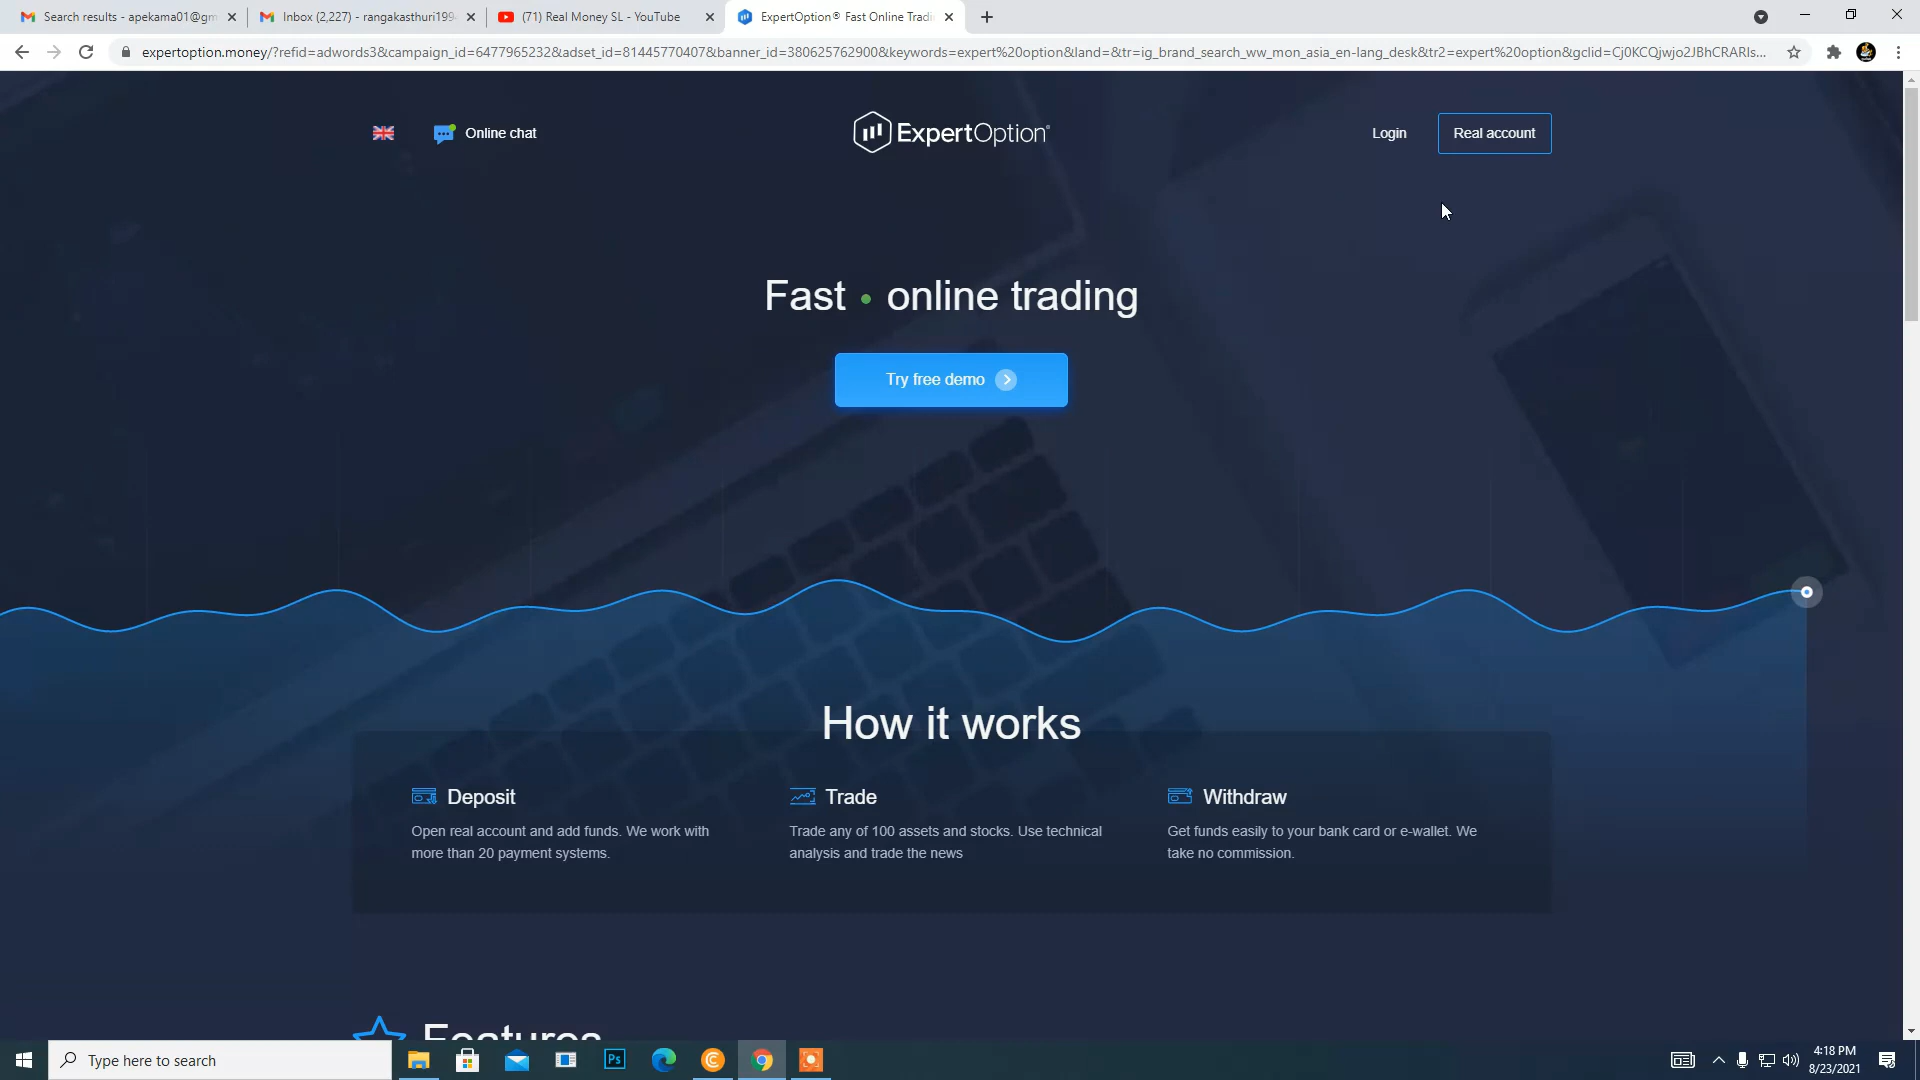 Search results - apekama01@gm
Inbox (2,227) - rangakasthuri199
(71) Real Money SL - YouTube
ExpertOption® Fast Online Tradi
expertoption.money/?refid=adwords3&campaign_id=6477965232&adset_id=81445770407&banner_id=380625762900&keywords=expert%20option&land=&tr=ig_brand_search_ww_mon_asia_en-lang_desk&tr2=expert%20option&gclid=Cj0KCQjwjo2JBhCRARIs...
Online chat
ExpertOption®
Login
Real account
Fast • online trading
Try free demo
How it works
Deposit
Open real account and add funds. We work with
more than 20 payment systems.
Trade
Trade any of 100 assets and stocks. Use technical
analysis and trade the news
Withdraw
Get funds easily to your bank card or e-wallet. We
take no commission.
Features
Type here to search
Ps
4:18 PM
8/23/2021